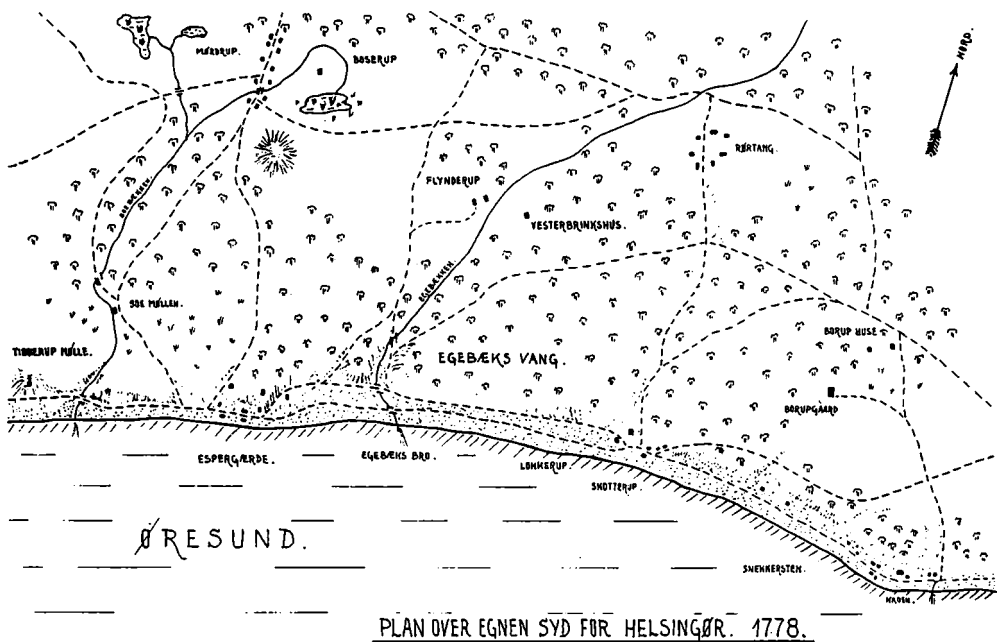 MØRDRUP.
BOSERUP
NORD.
RØRTANG.
FLYNDERUP
VESTERBRINKSHUS.
EGEBÆKKEN.
SØE MØLLEN.
TIBBERUP MØLLE.
EGEBÆKS VANG.
BORUP HUSE
BORUPGAARD
ESPERGÆRDE.
EGEBÆKS BRO.
LOKKERUP.
SKOTTERUP.
ØRESUND.
SNEKKERSTEN.
PLAN OVER EGNEN SYD FOR HELSINGØR. 1778.